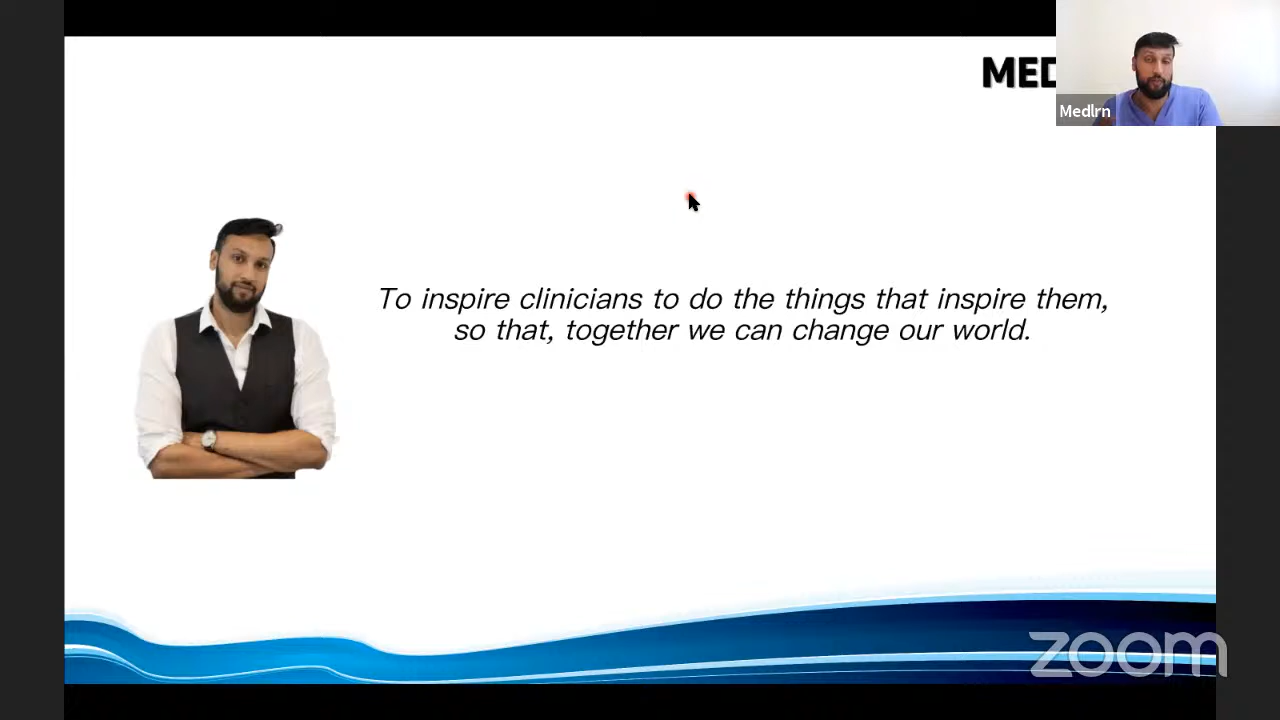 MED
Medlrn
To inspire clinicians to do the things that inspire them,
so that, together we can change our world.
zoom